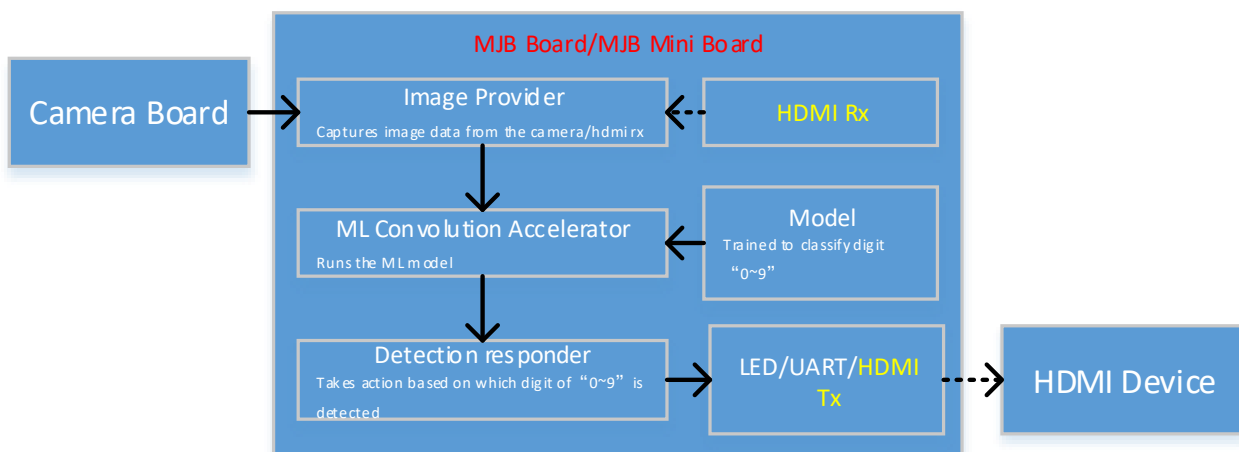 MJB Board/MJB Mini Board
Camera Board
Image Provider
Captures image data from the camera/hdmi rx
HDMI Rx
ML Convolution Accelerator
Runs the ML model
Model
Trained to classify digit
“0~9”
Detection responder
Takes action based on which digit of “0~9” is
detected
LED/UART/HDMI
Tx
HDMI Device